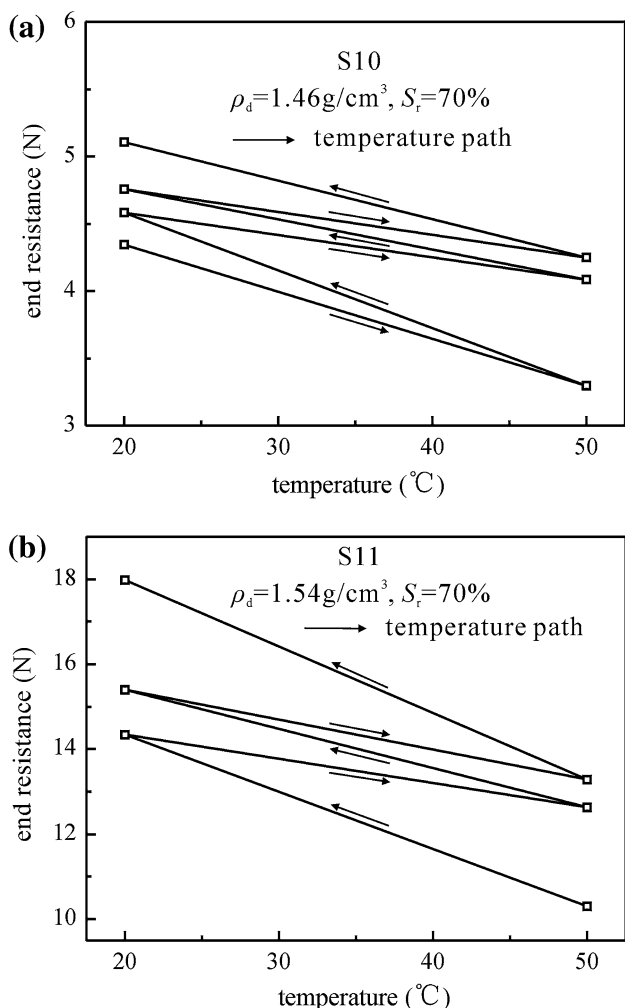 (a)
6
S10
ρd=1.46g/cm³, Sr=70%
temperature path
5
end resistance (N)
4
3
20 30 40 50
temperature (℃)
(b)
S11
18
ρd=1.54g/cm³, Sr=70%
temperature path
16
end resistance (N)
14
12
10
20 30 40 50
temperature (℃)